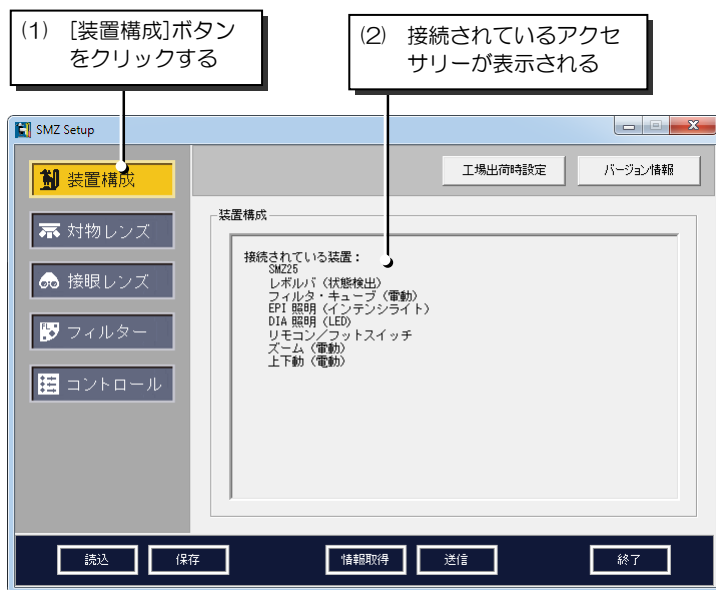 (1) [装置構成]ボタン
をクリックする
(2) 接続されているアクセ
サリーが表示される
SMZ Setup
装置構成
対物レンズ
接眼レンズ
フィルター
コントロール
工場出荷時設定
バージョン情報
装置構成
接続されている装置：
SMZ25
レボルバ（状態検出）
フィルタ・キューブ（電動）
EPI 照明（インテンシライト）
DIA 照明（LED）
リモコン／フットスイッチ
ズーム（電動）
上下動（電動）
読込
保存
情報取得
送信
終了